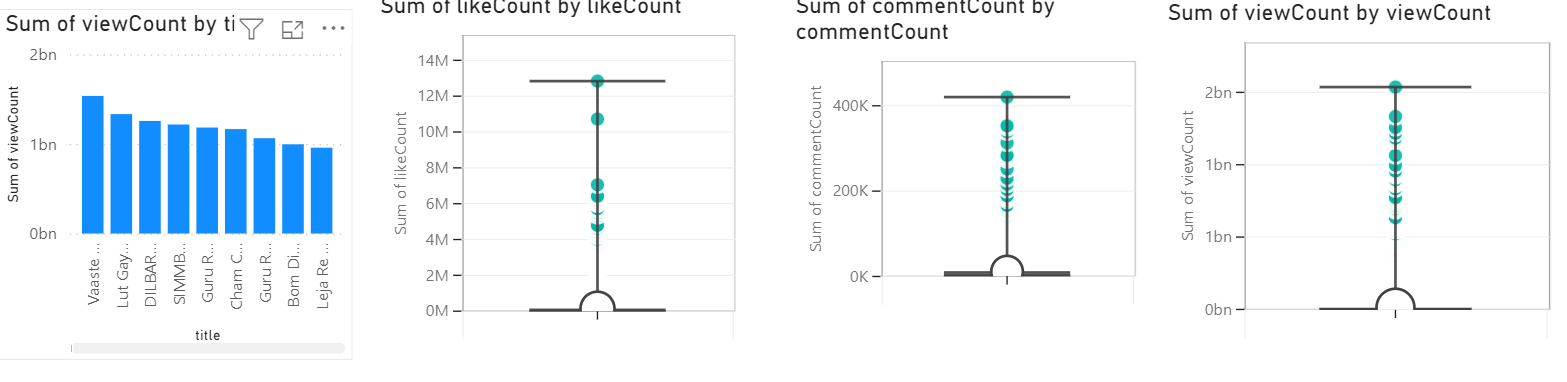 Sum of viewCount by ti
2bn
1bn
0bn
Sum of viewCount
Vaaste ...
Lut Gay...
DILBAR...
SIMMB...
Guru R...
Cham C...
Guru R...
Bom Di...
Leja Re ...
title
Sum of likeCount by likeCount
14M
12M
10M
8M
6M
4M
2M
0M
Sum of likeCount
Sum of commentCount by
commentCount
400K
200K
0K
Sum of commentCount
Sum of viewCount by viewCount
2bn
1bn
1bn
0bn
Sum of viewCount